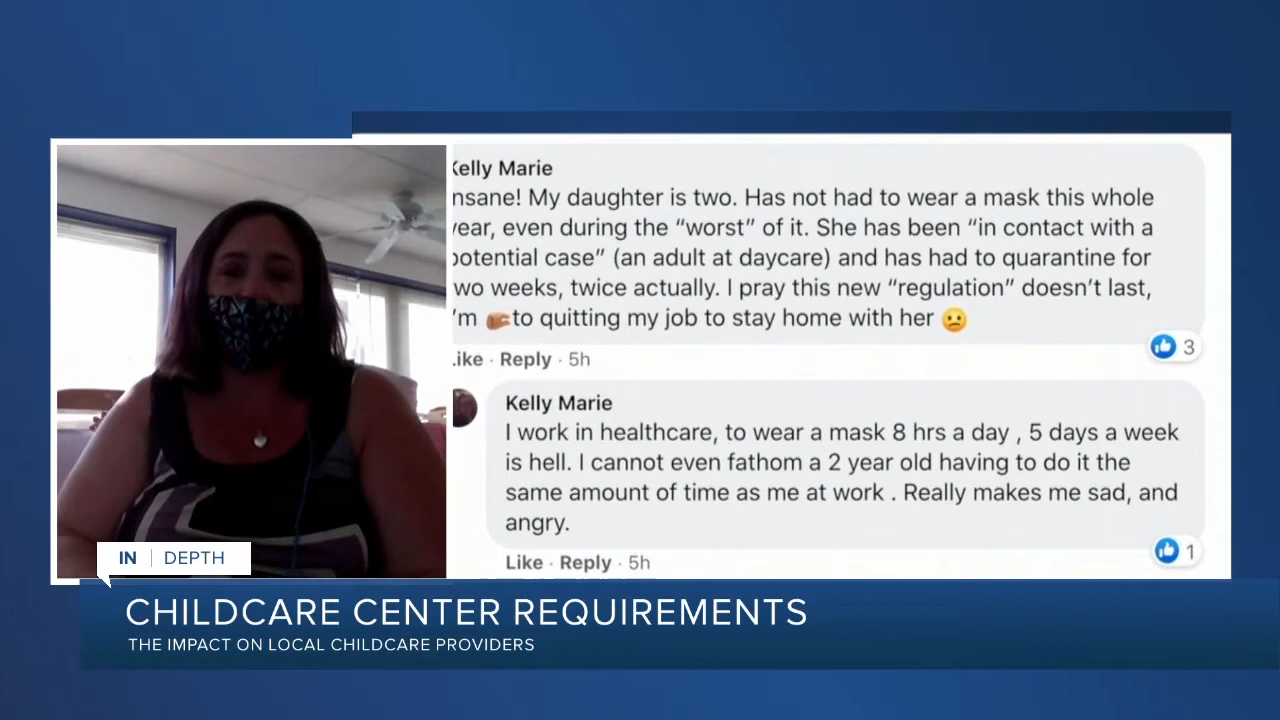 Kelly Marie
nsane! My daughter is two. Has not had to wear a mask this whole
year, even during the “worst” of it. She has been “in contact with a
potential case” (an adult at daycare) and has had to quarantine for
wo weeks, twice actually. I pray this new “regulation” doesn’t last,
’m 🤏to quitting my job to stay home with her 😕
3
ike · Reply · 5h
Kelly Marie
I work in healthcare, to wear a mask 8 hrs a day , 5 days a week
is hell. I cannot even fathom a 2 year old having to do it the
same amount of time as me at work . Really makes me sad, and
angry.
1
Like · Reply · 5h
IN | DEPTH
CHILDCARE CENTER REQUIREMENTS
THE IMPACT ON LOCAL CHILDCARE PROVIDERS